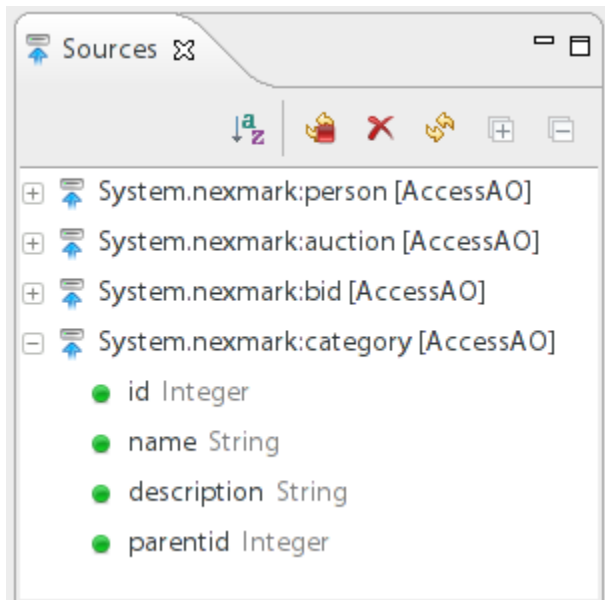 Sources
a
z
System.nexmark:person [AccessAO]
System.nexmark:auction [AccessAO]
System.nexmark:bid [AccessAO]
System.nexmark:category [AccessAO]
id Integer
name String
description String
parentid Integer